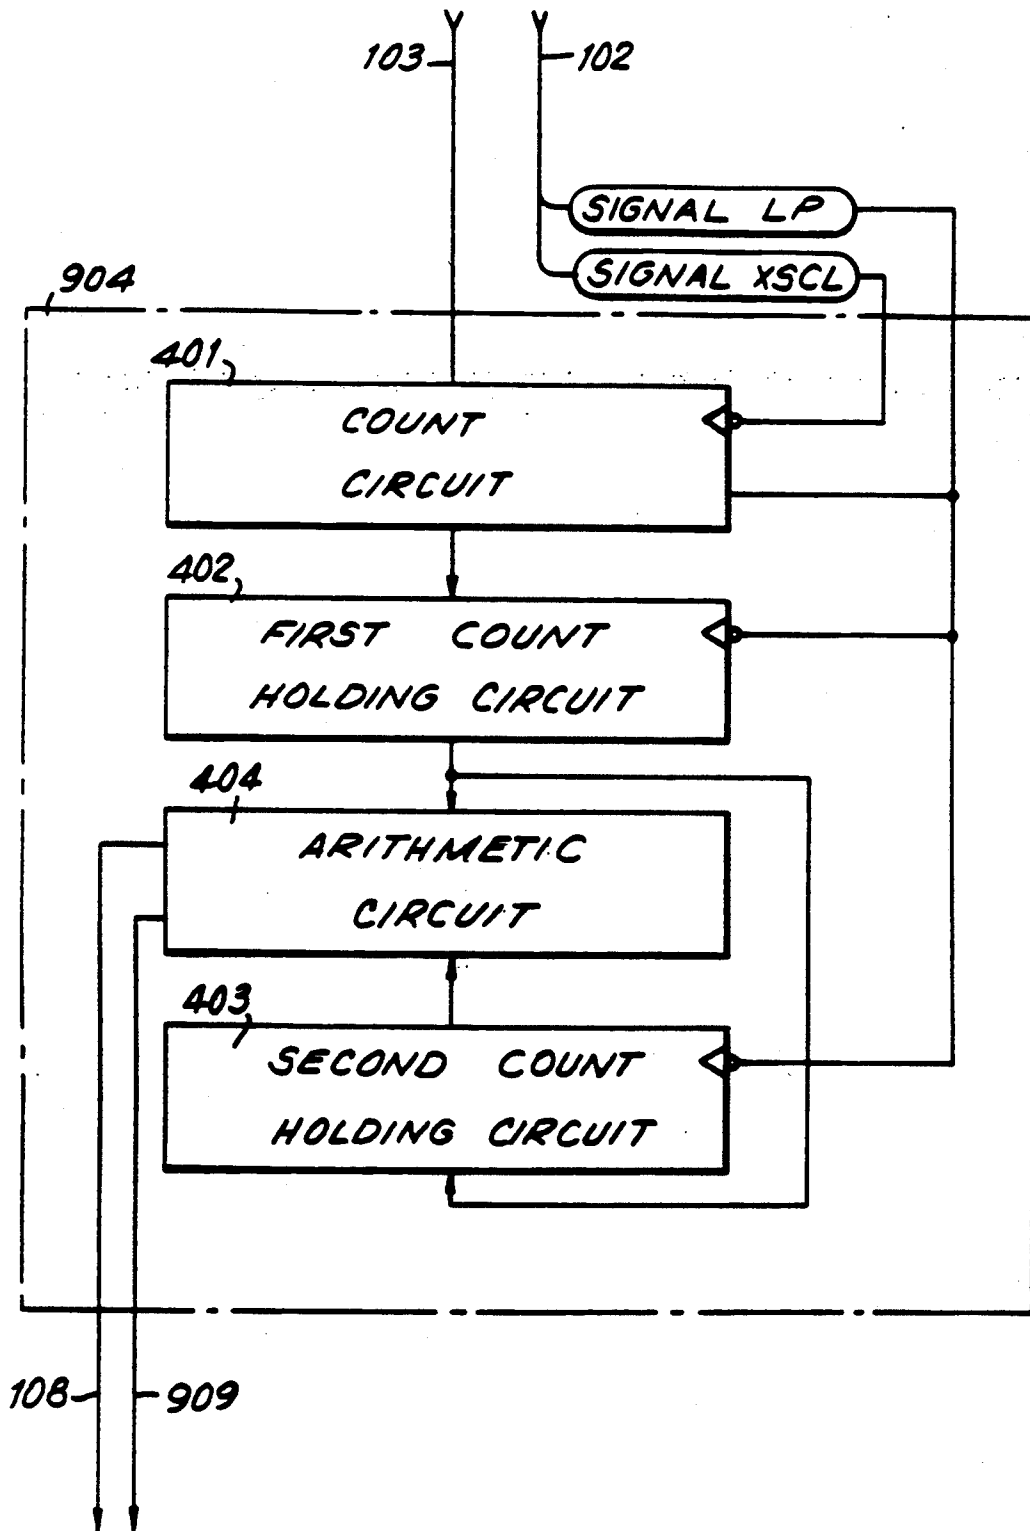 103
102
SIGNAL LP
SIGNAL XSCL
904
401
COUNT
CIRCUIT
402
FIRST COUNT
HOLDING CIRCUIT
404
ARITHMETIC
CIRCUIT
403
SECOND COUNT
HOLDING CIRCUIT
108
909